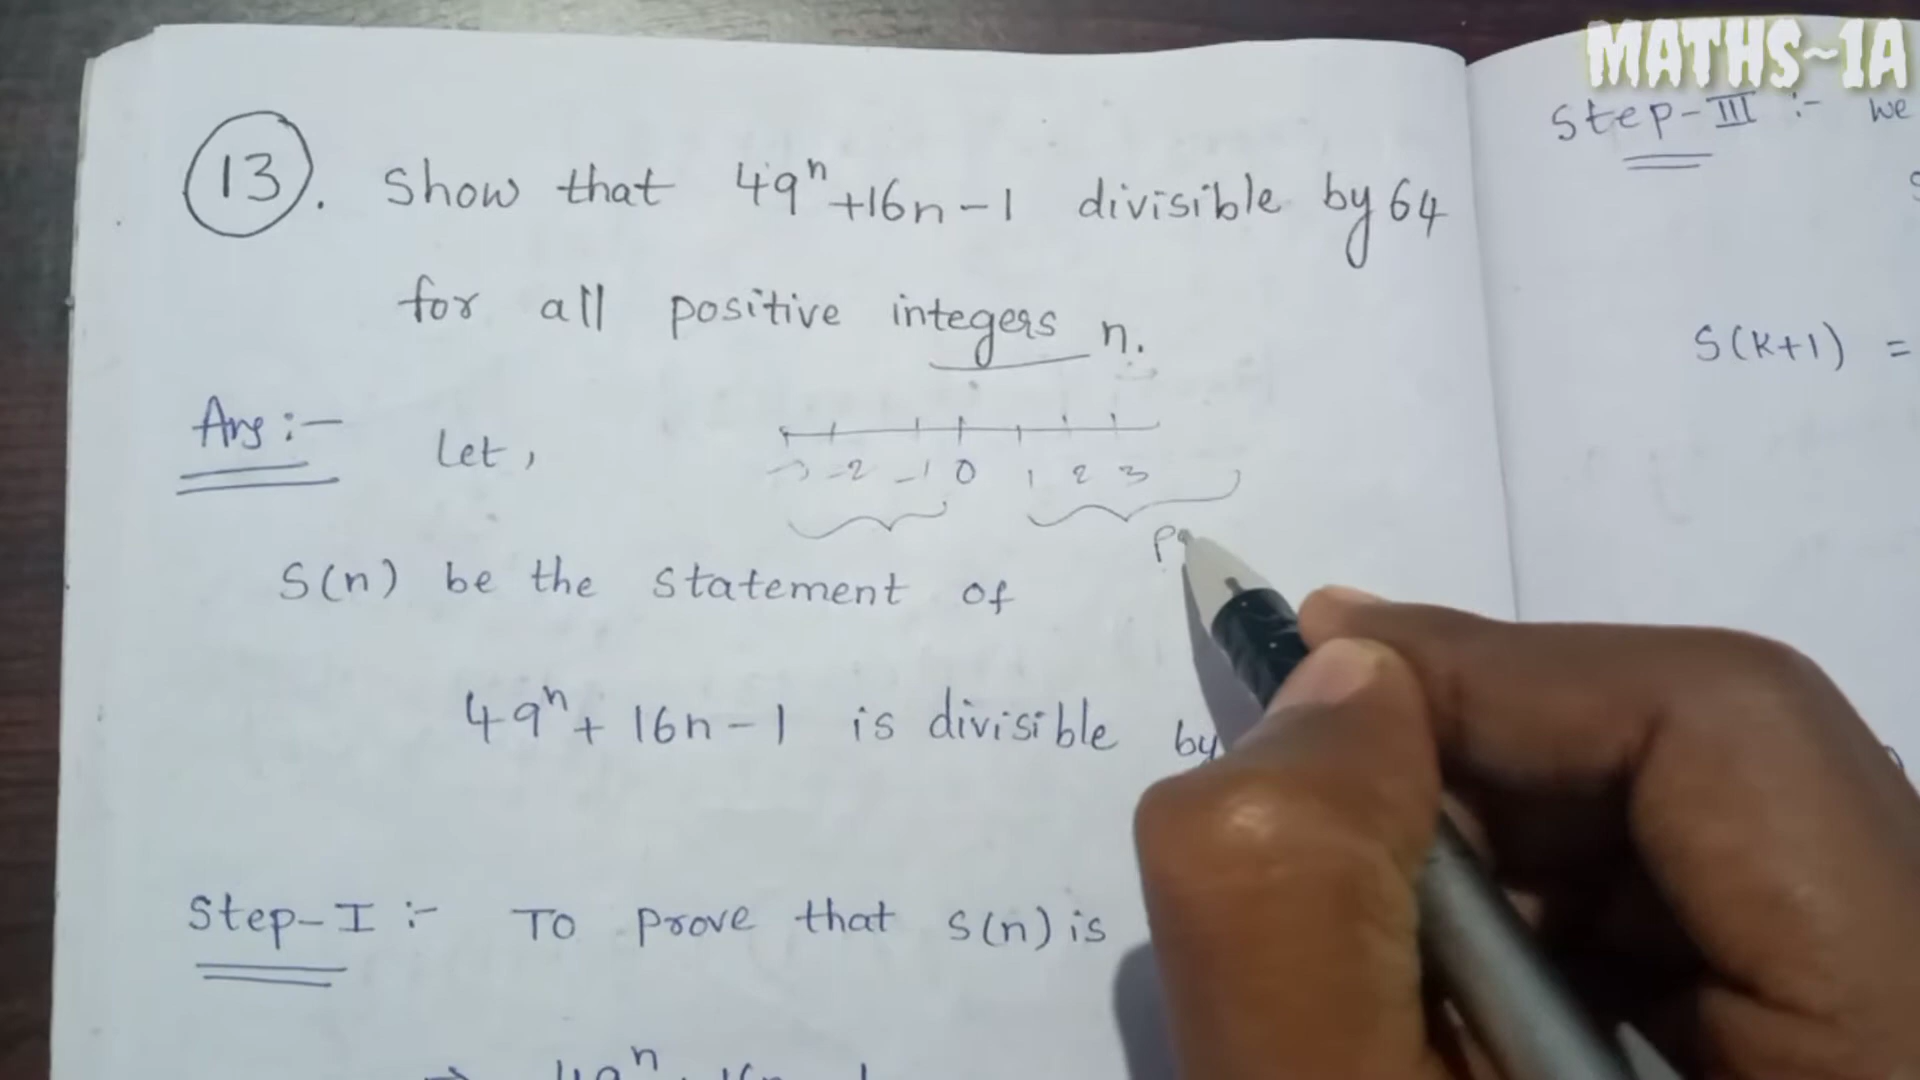 MATHS~1A
13. Show that 49ⁿ+16n-1 divisible by 64
for all positive integers n.
Ans:- Let,
-2 -1 0 1 2 3
S(n) be the statement of
49ⁿ+16n-1 is divisible by
Step-I :- To prove that S(n) is
Step-III :- we
S(k+1) =